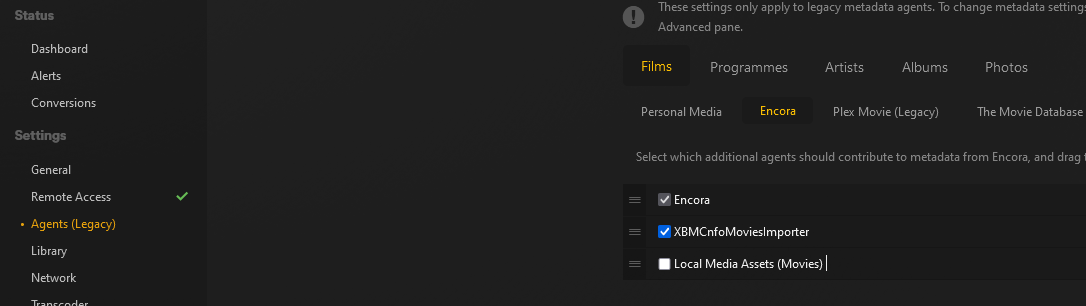 Status
Dashboard
Alerts
Conversions
Settings
General
Remote Access
Agents (Legacy)
Library
Network
Transcoder
These settings only apply to legacy metadata agents. To change metadata settings
Advanced pane.
Films Programmes Artists Albums Photos
Personal Media Encora Plex Movie (Legacy) The Movie Database
Select which additional agents should contribute to metadata from Encora, and drag t
Encora
XBMCnfoMoviesImporter
Local Media Assets (Movies)